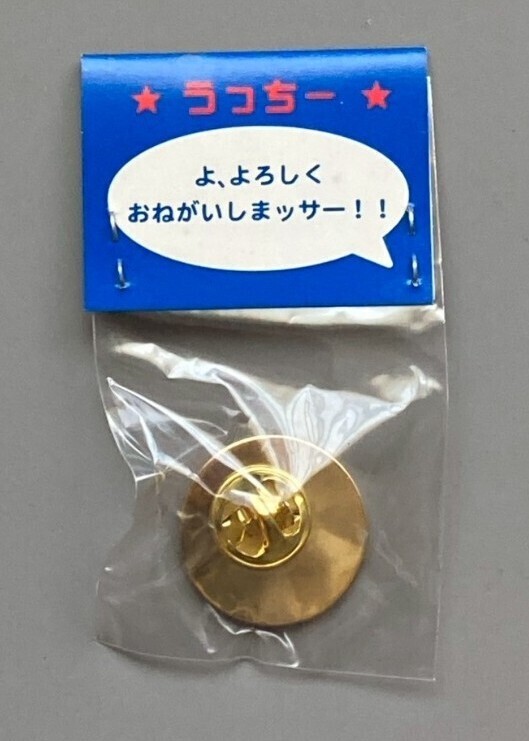 ★ うっちー ★
よ、よろしく
おねがいしまッサー！！